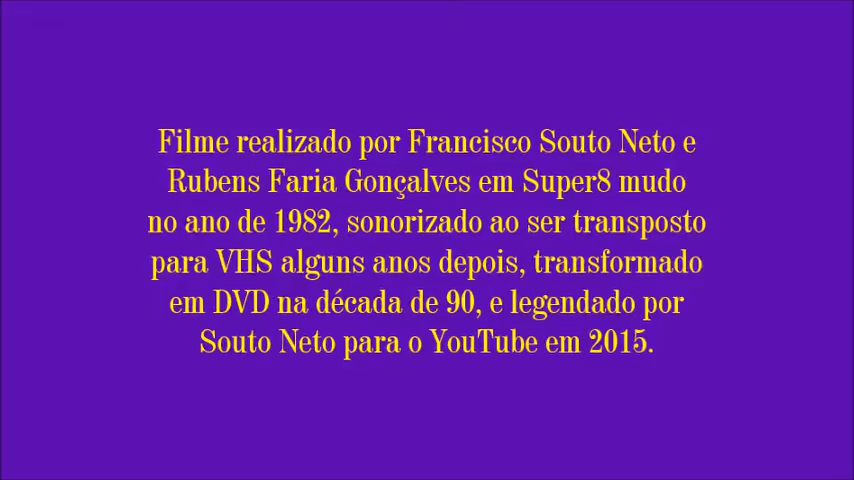 Filme realizado por Francisco Souto Neto e
Rubens Faria Gonçalves em Super8 mudo
no ano de 1982, sonorizado ao ser transposto
para VHS alguns anos depois, transformado
em DVD na década de 90, e legendado por
Souto Neto para o YouTube em 2015.